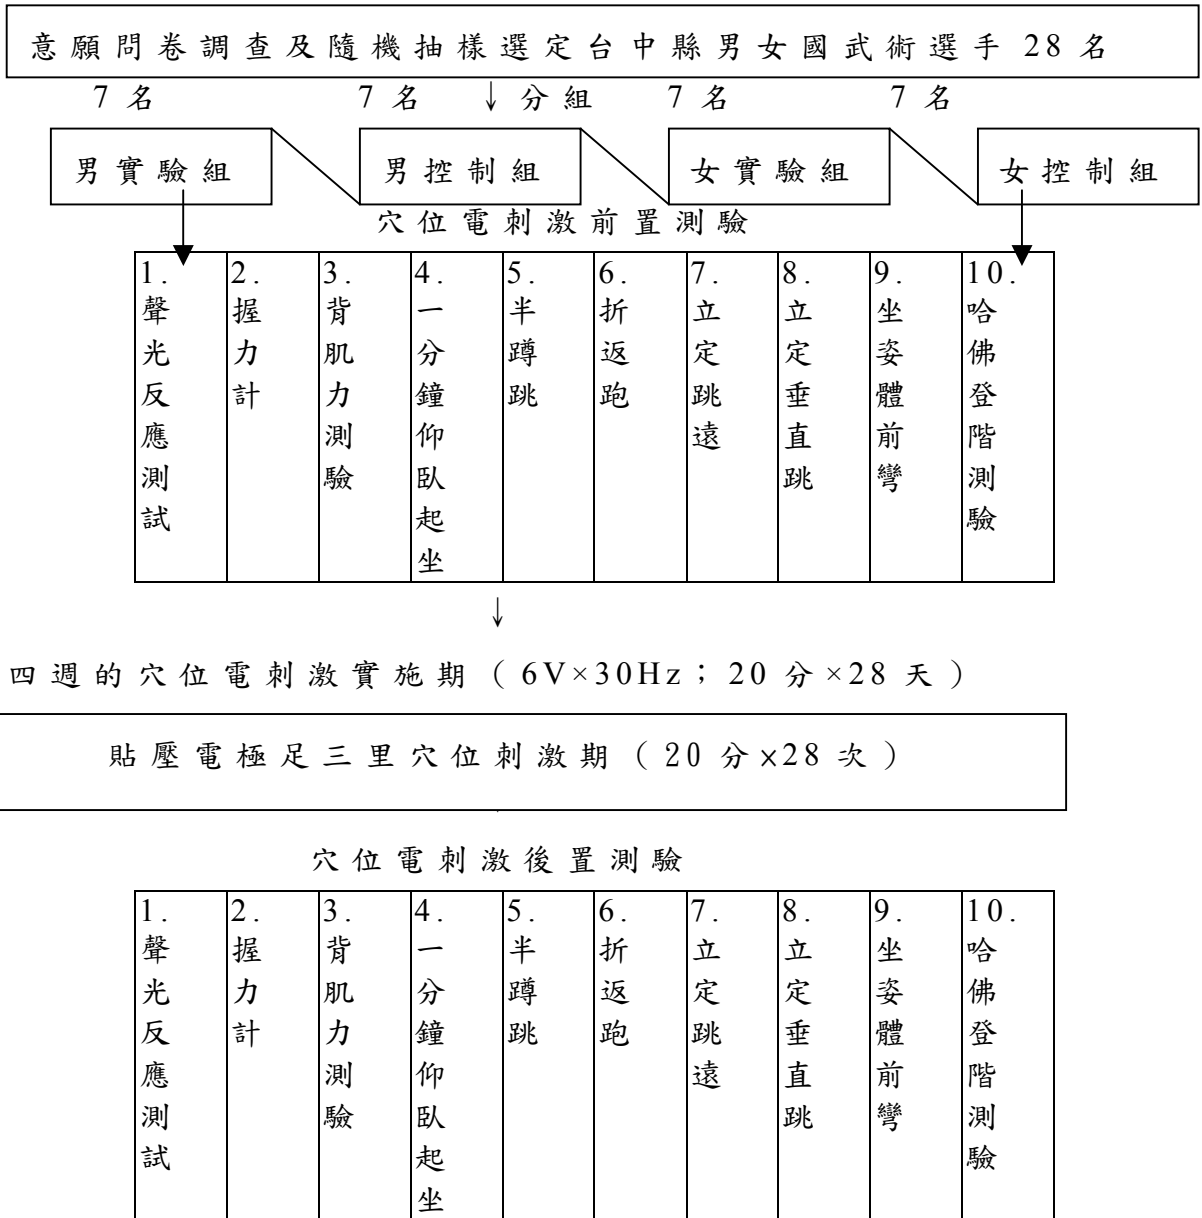 意願問卷調查及隨機抽樣選定台中縣男女國武術選手 28 名
7 名 7 名 ↓分組 7 名 7 名
男實驗組 男控制組 女實驗組 女控制組
穴位電刺激前置測驗
1.聲光反應測試
2.握力計
3.背肌力測驗
4.一分鐘仰臥起坐
5.半蹲跳
6.折返跑
7.立定跳遠
8.立定垂直跳
9.坐姿體前彎
10.哈佛登階測驗
↓
四週的穴位電刺激實施期（6V×30Hz；20 分×28 天）
貼壓電極足三里穴位刺激期（20 分×28 次）
穴位電刺激後置測驗
1.聲光反應測試
2.握力計
3.背肌力測驗
4.一分鐘仰臥起坐
5.半蹲跳
6.折返跑
7.立定跳遠
8.立定垂直跳
9.坐姿體前彎
10.哈佛登階測驗